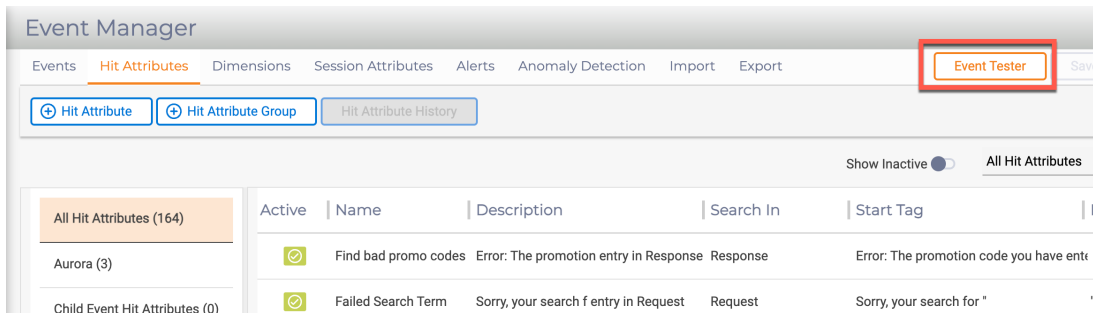 Event Manager
Events Hit Attributes Dimensions Session Attributes Alerts Anomaly Detection Import Export Event Tester
Hit Attribute Hit Attribute Group Hit Attribute History
Show Inactive All Hit Attributes
All Hit Attributes (164)
Active Name Description Search In Start Tag
Find bad promo codes Error: The promotion entry in Response Response Error: The promotion code you have ente
Aurora (3)
Failed Search Term Sorry, your search f entry in Request Request Sorry, your search for "
Child Event Hit Attributes (0)